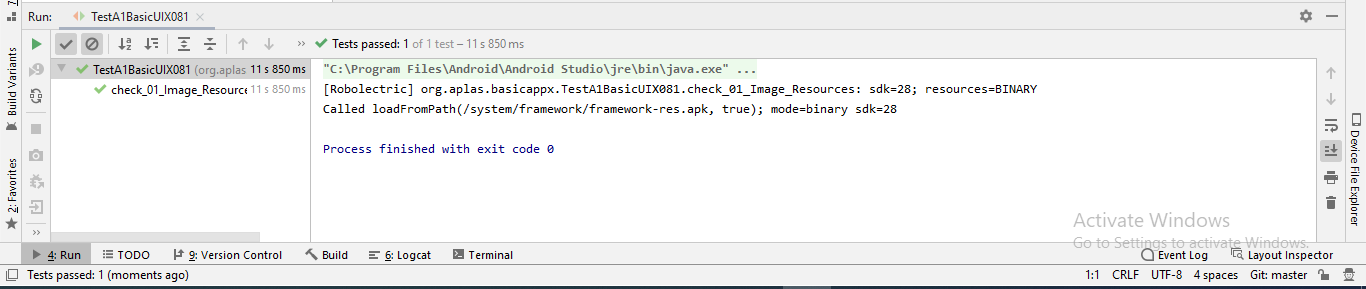 Run: TestA1BasicUIX081
Tests passed: 1 of 1 test – 11 s 850 ms
TestA1BasicUIX081 (org.aplas 11 s 850 ms
check_01_Image_Resource 11 s 850 ms
"C:\Program Files\Android\Android Studio\jre\bin\java.exe" ...
[Robolectric] org.aplas.basicappx.TestA1BasicUIX081.check_01_Image_Resources: sdk=28; resources=BINARY
Called loadFromPath(/system/framework/framework-res.apk, true); mode=binary sdk=28
Process finished with exit code 0
Build Variants
2: Favorites
Device File Explorer
Activate Windows
Go to Settings to activate Windows.
4: Run TODO 9: Version Control Build 6: Logcat Terminal Event Log Layout Inspector
Tests passed: 1 (moments ago) 1:1 CRLF UTF-8 4 spaces Git: master